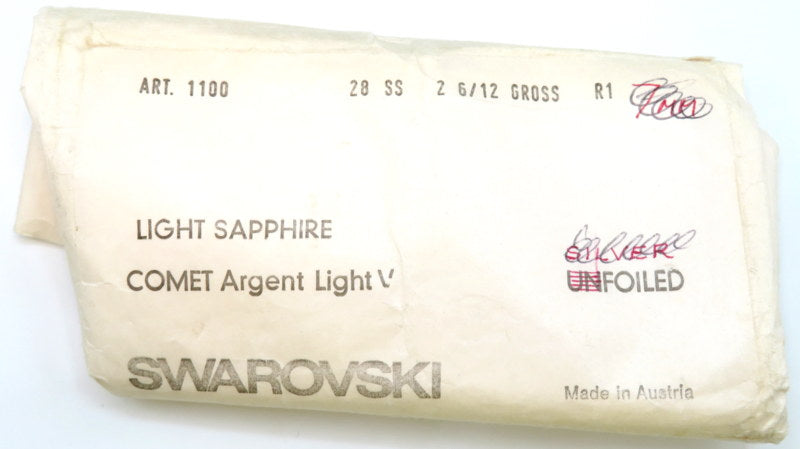 ART. 1100 28 SS 2 6/12 GROSS R1 7MM
LIGHT SAPPHIRE SILVER
COMET Argent Light V UNFOILED
SWAROVSKI Made in Austria